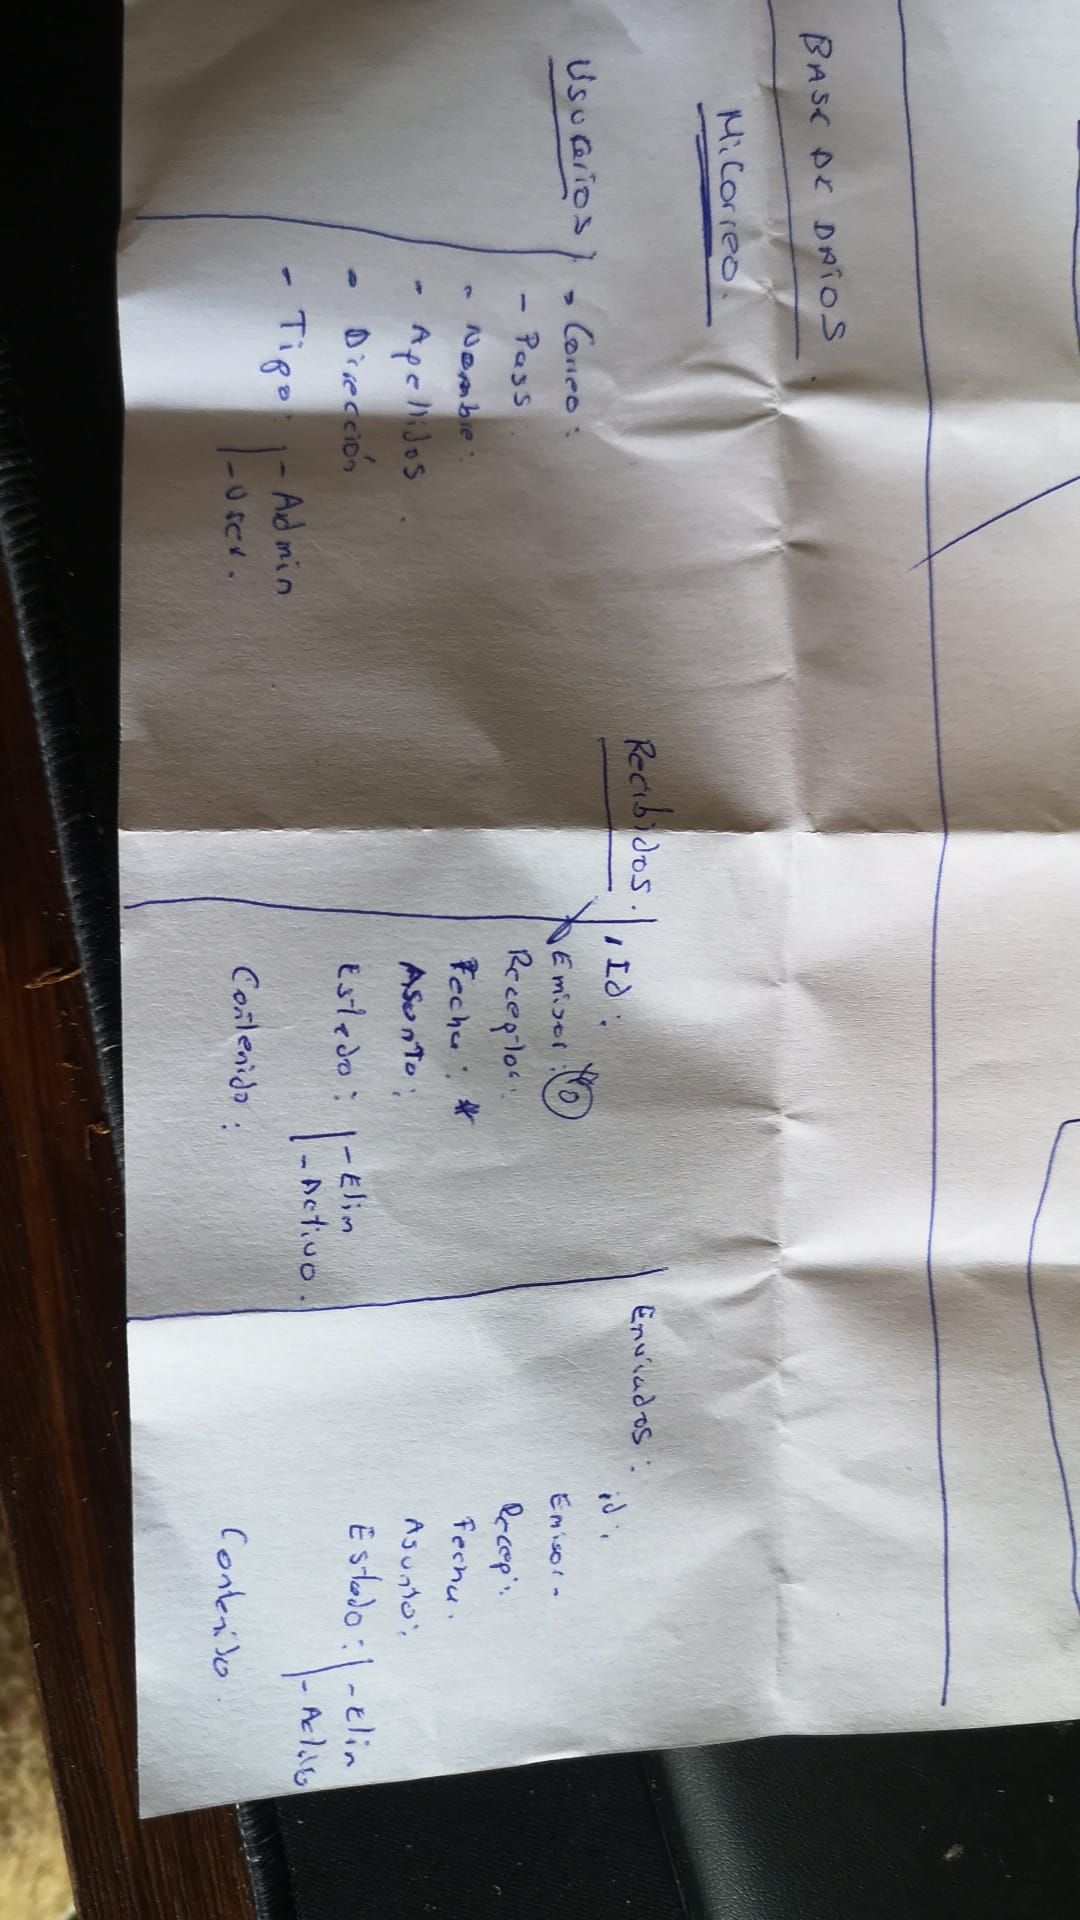 BASE DE DATOS.
MiCorreo.
Usuarios
- Correo:
- Pass
- Nombre:
- Apellidos
- Dirección
- Tipo: - Admin
- User.
Recibidos.
Id:
Emisor:
Receptor:
Fecha: *
Asunto:
Estado: - Elim
- Activo.
Contenido:
Enviados:
id:
Emisor-
Recep:
Fecha.
Asunto:
Estado: - Elim
- Activo
Contenido.